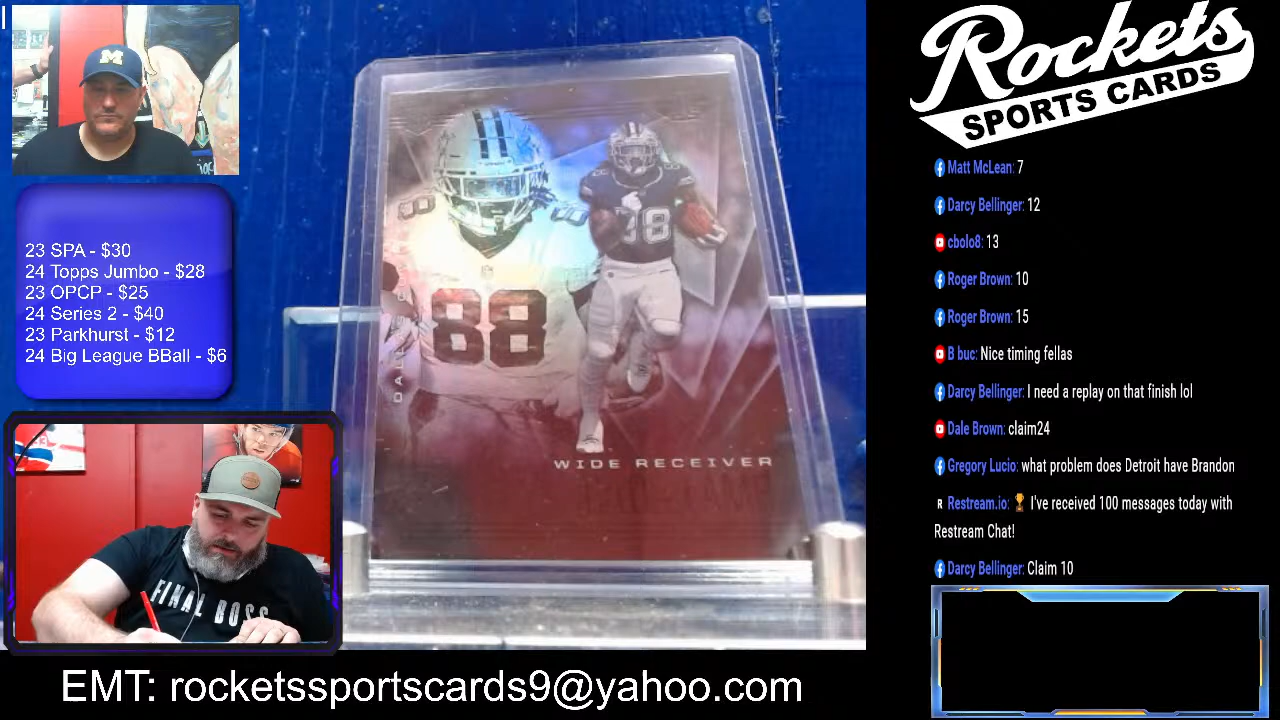 Rockets
SPORTS CARDS
M
23 SPA - $30
24 Topps Jumbo - $28
23 OPCP - $25
24 Series 2 - $40
23 Parkhurst - $12
24 Big League BBall - $6
88
88
WIDE RECEIVER
FINAL BOSS
Matt McLean: 7
Darcy Bellinger: 12
cbolo8: 13
Roger Brown: 10
Roger Brown: 15
B buc: Nice timing fellas
Darcy Bellinger: I need a replay on that finish lol
Dale Brown: claim24
Gregory Lucio: what problem does Detroit have Brandon
R Restream.io: 🏆 I've received 100 messages today with
Restream Chat!
Darcy Bellinger: Claim 10
EMT: rocketssportscards9@yahoo.com